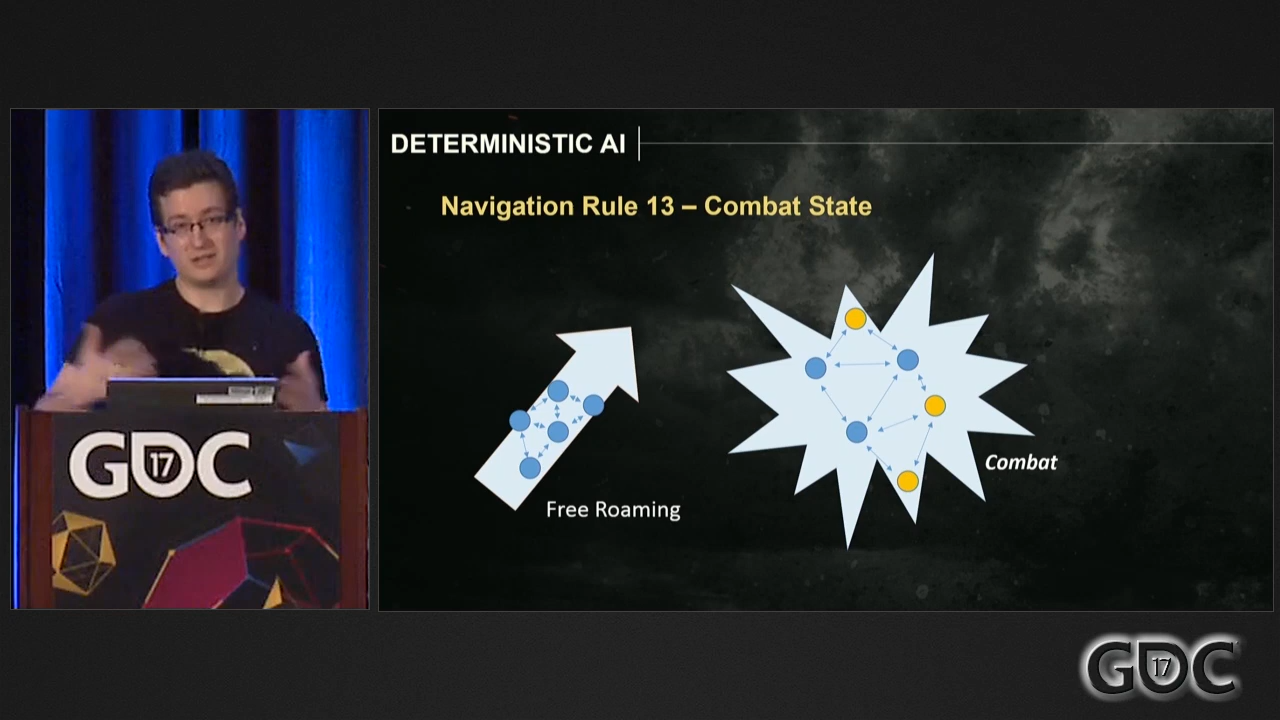 DETERMINISTIC AI
Navigation Rule 13 – Combat State
Combat
Free Roaming
GDC
17
GDC
17